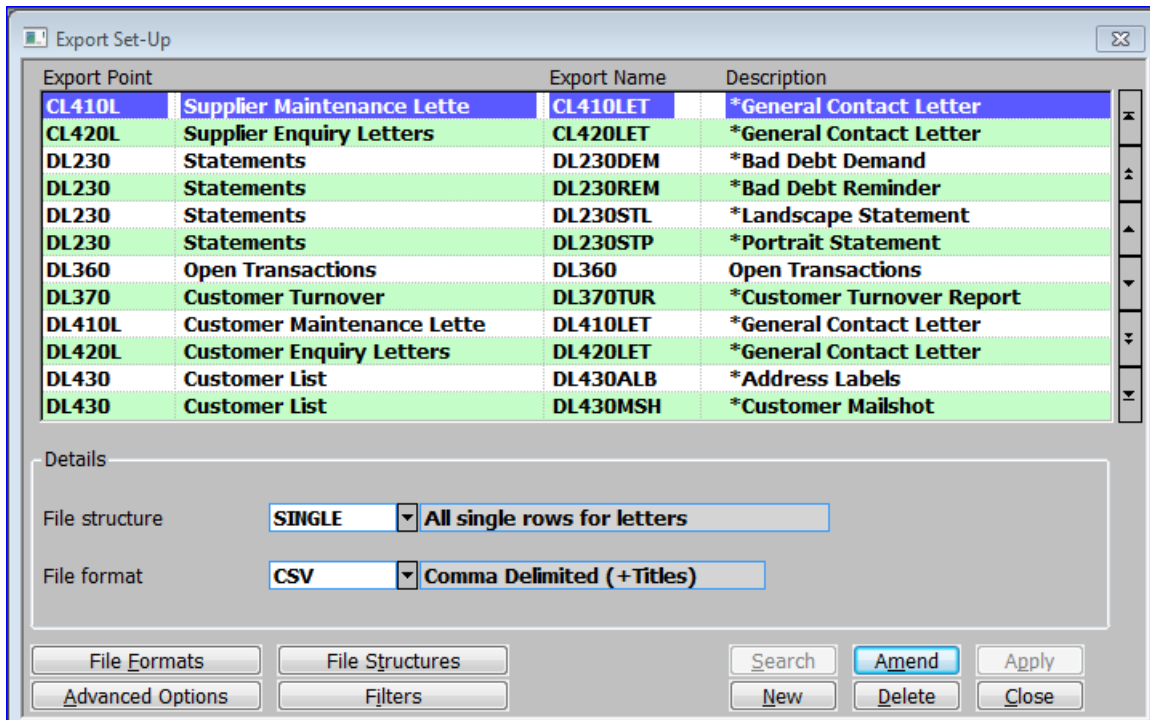 Export Set-Up
Export Point Export Name Description
CL410L Supplier Maintenance Lette CL410LET *General Contact Letter
CL420L Supplier Enquiry Letters CL420LET *General Contact Letter
DL230 Statements DL230DEM *Bad Debt Demand
DL230 Statements DL230REM *Bad Debt Reminder
DL230 Statements DL230STL *Landscape Statement
DL230 Statements DL230STP *Portrait Statement
DL360 Open Transactions DL360 Open Transactions
DL370 Customer Turnover DL370TUR *Customer Turnover Report
DL410L Customer Maintenance Lette DL410LET *General Contact Letter
DL420L Customer Enquiry Letters DL420LET *General Contact Letter
DL430 Customer List DL430ALB *Address Labels
DL430 Customer List DL430MSH *Customer Mailshot
Details
File structure SINGLE All single rows for letters
File format CSV Comma Delimited (+Titles)
File Formats File Structures Search Amend Apply
Advanced Options Filters New Delete Close